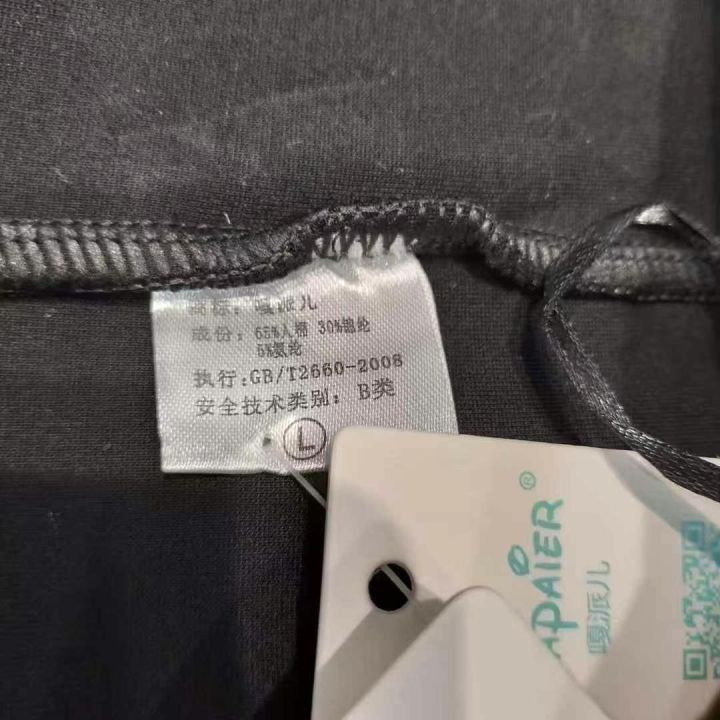 商标：嘎派儿
成份：65%人棉 30%锦纶
5%氨纶
执行:GB/T2660-2008
安全技术类别：B类
L
PAIER®
嘎派儿